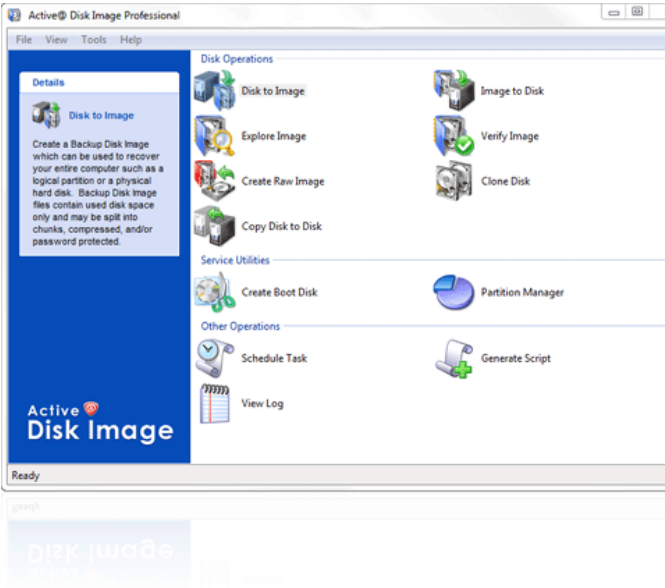 Active@ Disk Image Professional
File View Tools Help
Details
Disk to Image
Create a Backup Disk Image
which can be used to recover
your entire computer such as a
logical partition or a physical
hard disk. Backup Disk Image
files contain used disk space
only and may be split into
chunks, compressed, and/or
password protected.
Active
Disk Image
Disk Operations
Disk to Image
Image to Disk
Explore Image
Verify Image
Create Raw Image
Clone Disk
Copy Disk to Disk
Service Utilities
Create Boot Disk
Partition Manager
Other Operations
Schedule Task
Generate Script
View Log
Ready